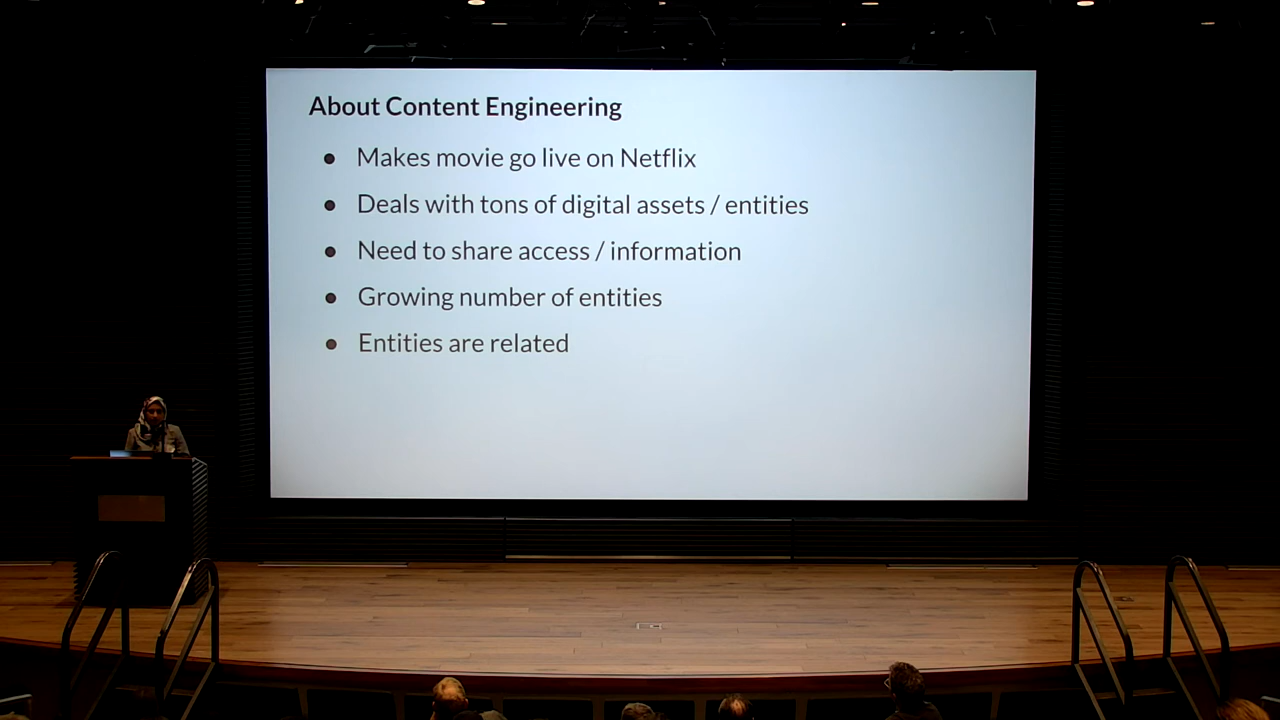 About Content Engineering
● Makes movie go live on Netflix
● Deals with tons of digital assets / entities
● Need to share access / information
● Growing number of entities
● Entities are related